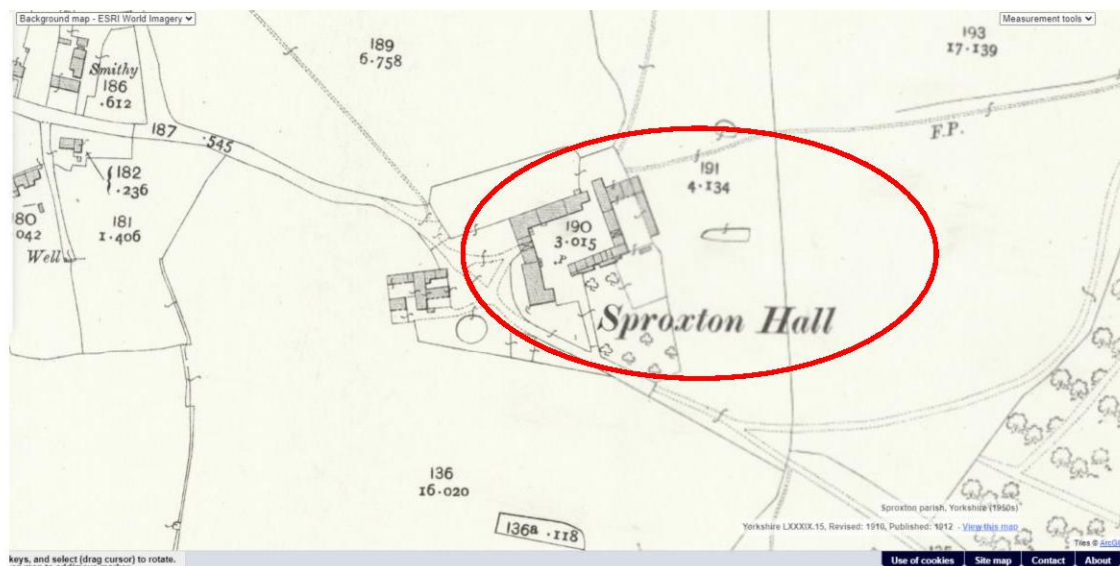 Background map - ESRI World Imagery
Measurement tools
189
6.758
193
17.139
Smithy
186
.612
187
.545
F.P.
182
.236
191
4.134
181
1.406
180
042
190
3.015
Well
Sproxton Hall
136
16.020
136a .118
Sproxton parish, Yorkshire (1950s)
Yorkshire LXXXIX.15, Revised: 1910, Published: 1912 - View this map
Tiles © ArcGI
keys, and select (drag cursor) to rotate.
Use of cookies
Site map
Contact
About